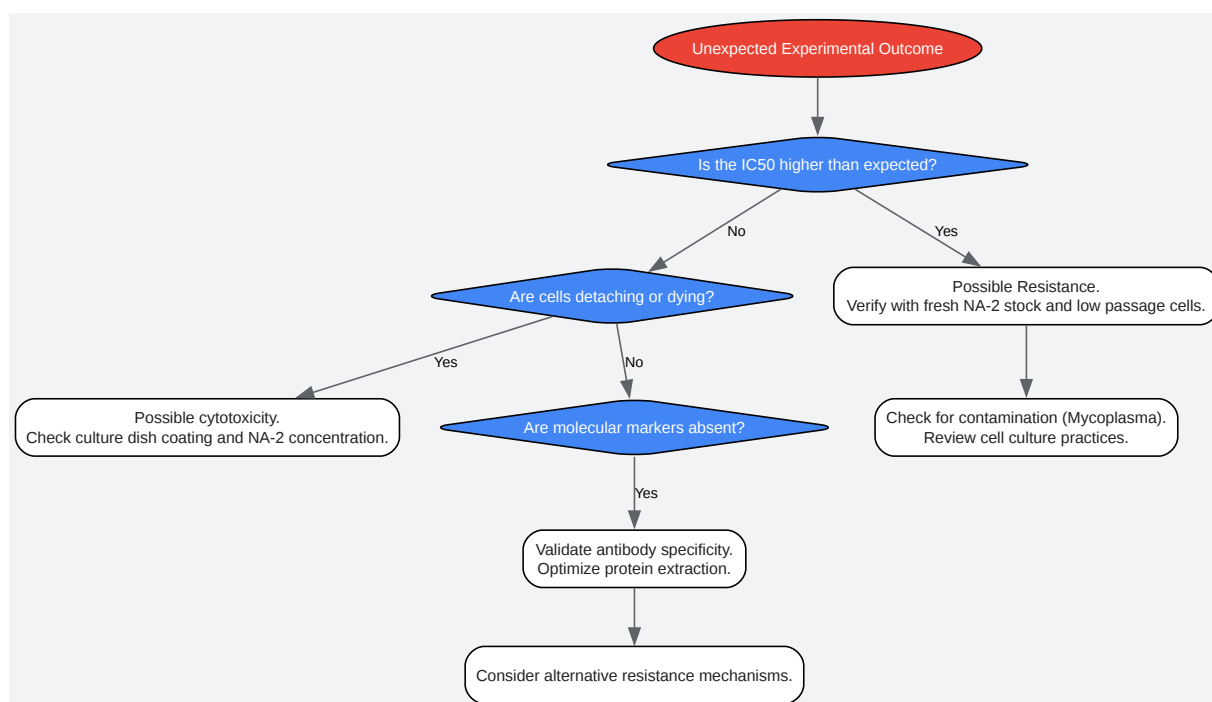 Unexpected Experimental Outcome
Is the IC50 higher than expected?
No
Yes
Are cells detaching or dying?
Possible Resistance.
Verify with fresh NA-2 stock and low passage cells.
Yes
No
Possible cytotoxicity.
Check culture dish coating and NA-2 concentration.
Are molecular markers absent?
Check for contamination (Mycoplasma).
Review cell culture practices.
Yes
Validate antibody specificity.
Optimize protein extraction.
Consider alternative resistance mechanisms.